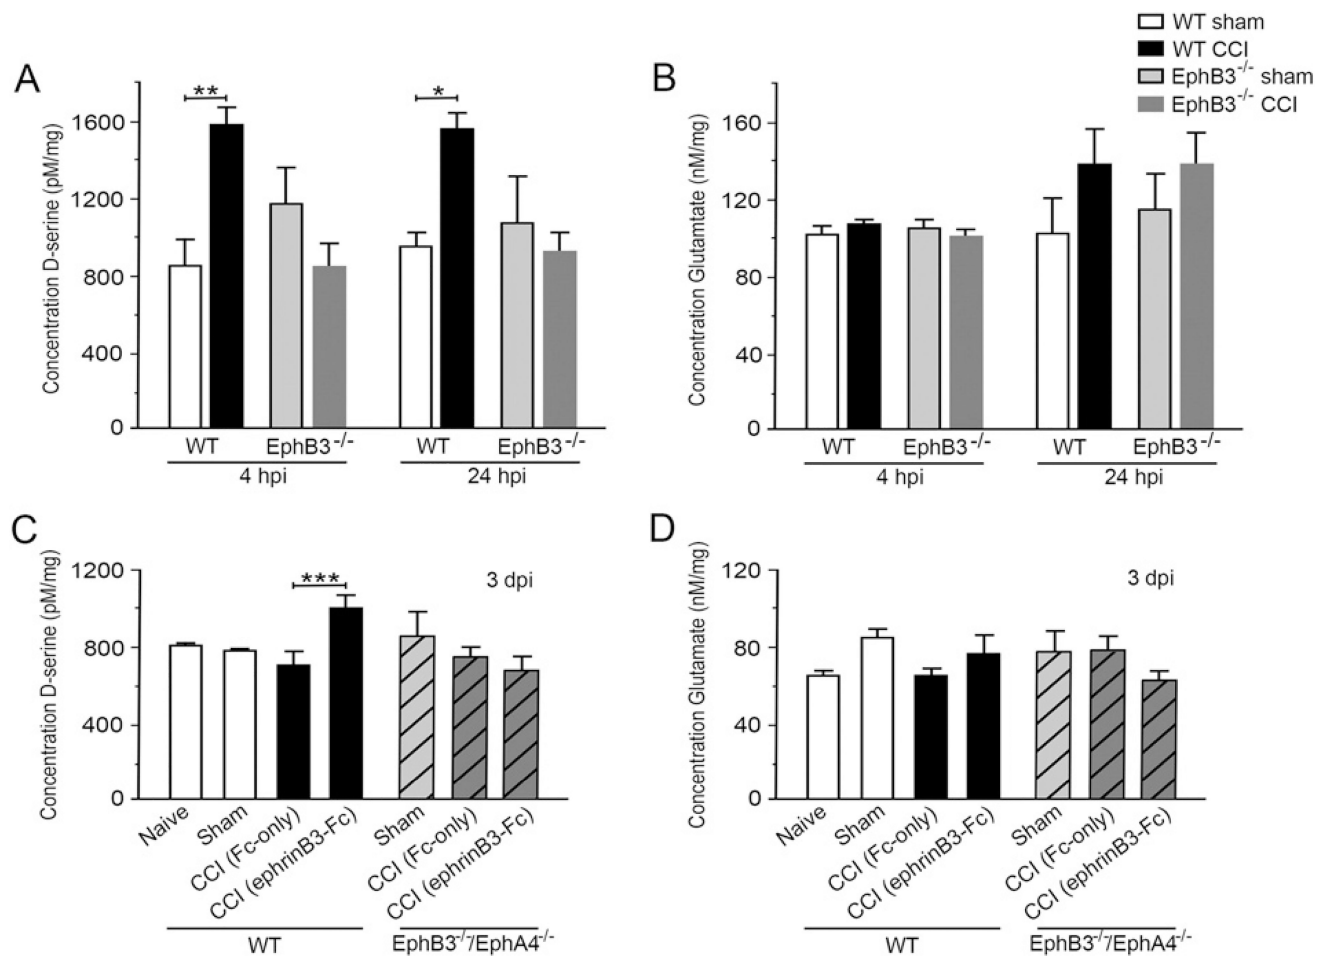 WT sham
WT CCI
EphB3-/- sham
EphB3-/- CCI
A
Concentration D-serine (pM/mg)
1600
1200
800
400
0
**
*
WT EphB3-/- WT EphB3-/-
4 hpi 24 hpi
B
Concentration Glutamtate (nM/mg)
160
120
80
40
0
WT EphB3-/- WT EphB3-/-
4 hpi 24 hpi
C
Concentration D-serine (pM/mg)
1200
800
400
0
***
3 dpi
Naive
Sham
CCI (Fc-only)
CCI (ephrinB3-Fc)
Sham
CCI (Fc-only)
CCI (ephrinB3-Fc)
WT EphB3-/-/EphA4-/-
D
Concentration Glutamate (nM/mg)
120
80
40
0
3 dpi
Naive
Sham
CCI (Fc-only)
CCI (ephrinB3-Fc)
Sham
CCI (Fc-only)
CCI (ephrinB3-Fc)
WT EphB3-/-/EphA4-/-